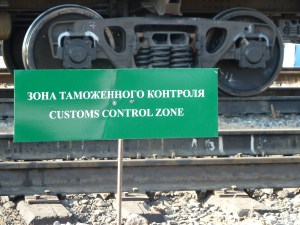 ЗОНА ТАМОЖЕННОГО КОНТРОЛЯ
CUSTOMS CONTROL ZONE